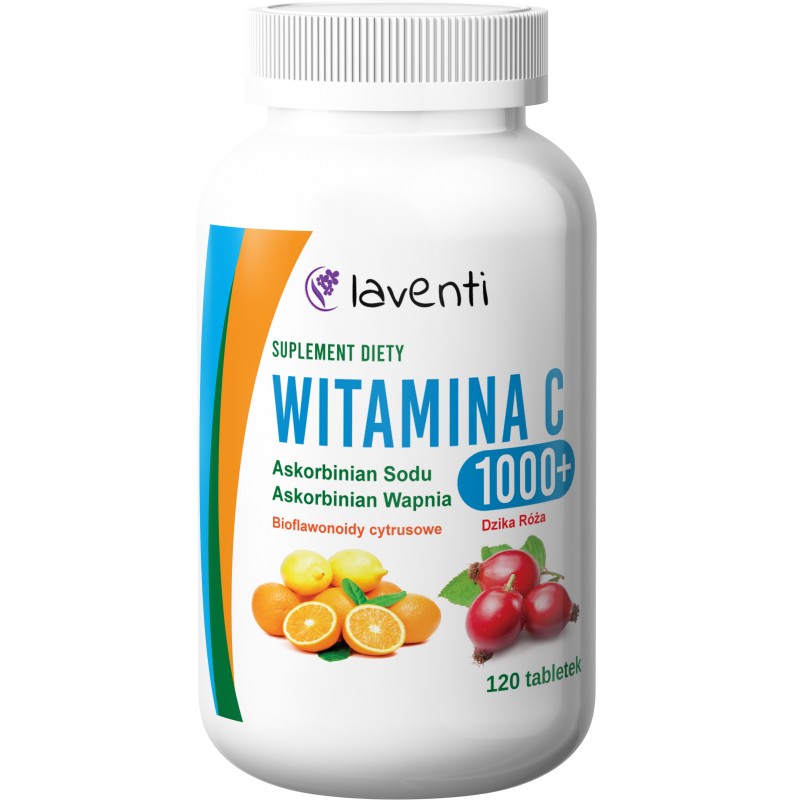 laventi
SUPLEMENT DIETY
WITAMINA C
1000+
Askorbinian Sodu
Askorbinian Wapnia
Bioflawonoidy cytrusowe
Dzika Róża
120 tabletek